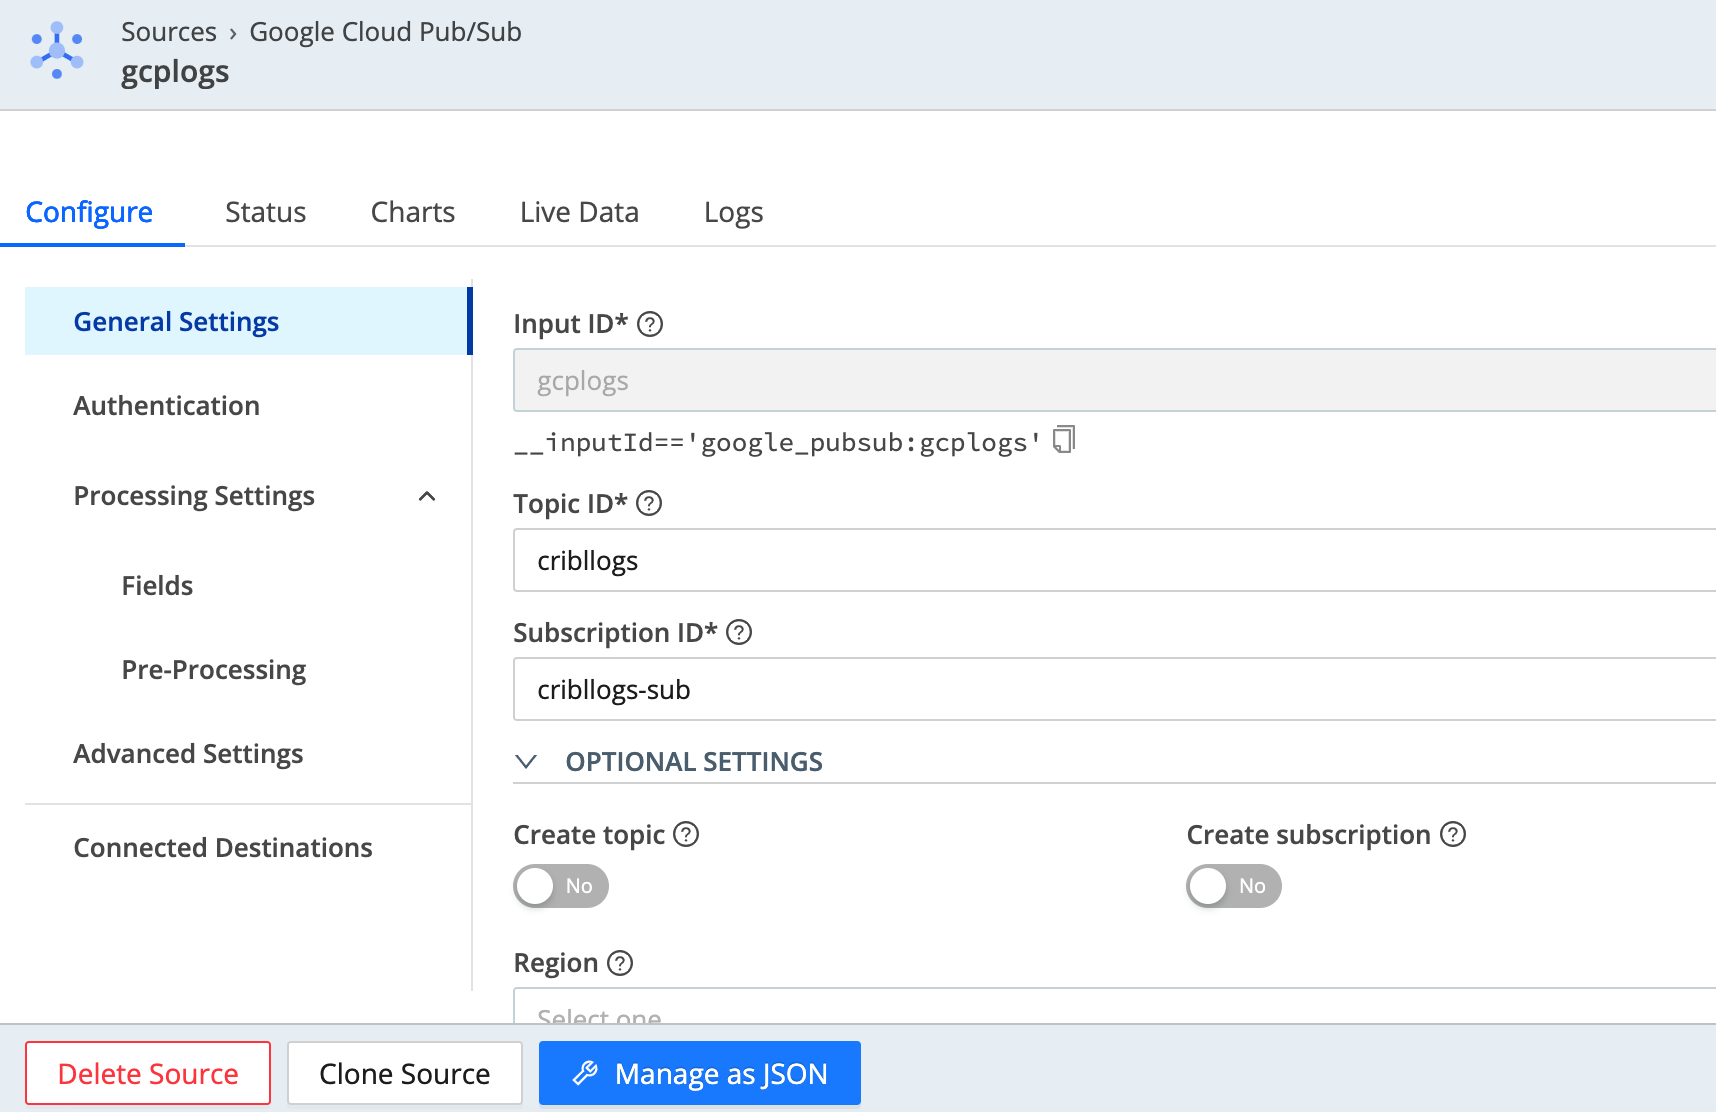 Sources › Google Cloud Pub/Sub
gcplogs
Configure
Status
Charts
Live Data
Logs
General Settings
Authentication
Processing Settings
Fields
Pre-Processing
Advanced Settings
Connected Destinations
Input ID*
gcplogs
__inputId=='google_pubsub:gcplogs'
Topic ID*
cribllogs
Subscription ID*
cribllogs-sub
OPTIONAL SETTINGS
Create topic
No
Create subscription
No
Region
Select one
Delete Source
Clone Source
Manage as JSON